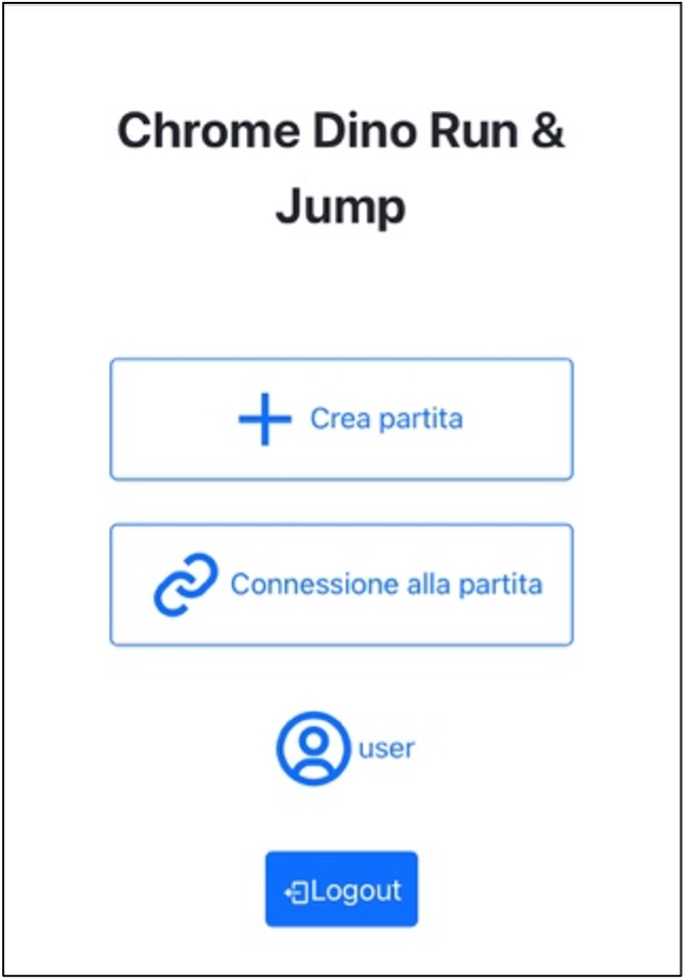 Chrome Dino Run &
Jump
Crea partita
Connessione alla partita
user
Logout